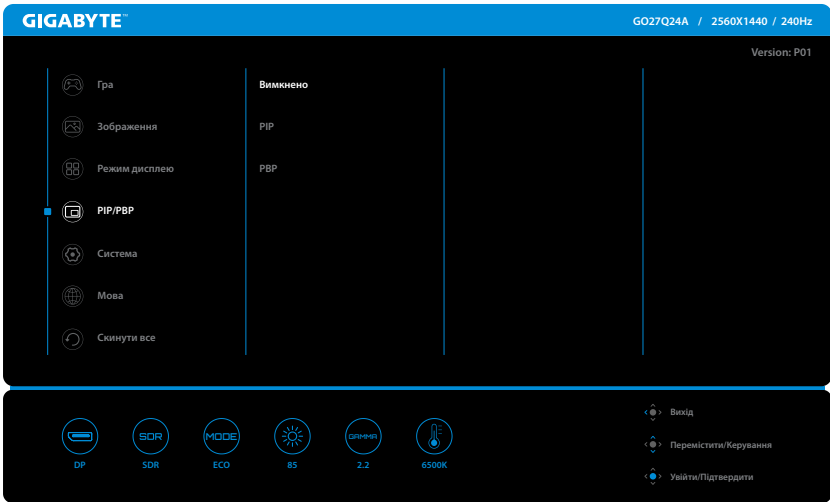 GIGABYTE™
GO27Q24A / 2560X1440 / 240Hz
Version: P01
Гра
Вимкнено
Зображення
PIP
Режим дисплею
PBP
PIP/PBP
Система
Мова
Скинути все
SDR
MODE
GAMMA
DP
SDR
ECO
85
2.2
6500K
Вихід
Перемістити/Керування
Увійти/Підтвердити